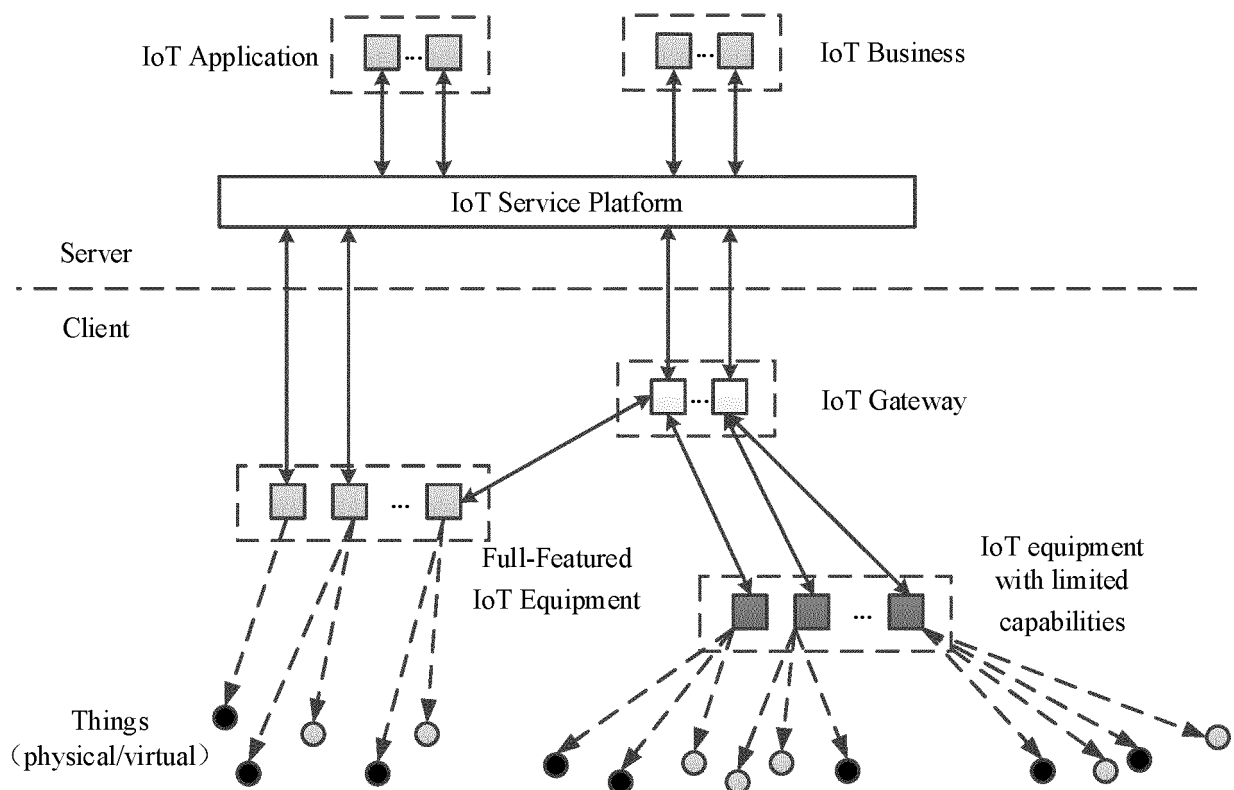 IoT Application
...
...
IoT Business
IoT Service Platform
Server
Client
...
IoT Gateway
...
Full-Featured
IoT Equipment
IoT equipment
with limited
capabilities
...
Things
(physical/virtual）